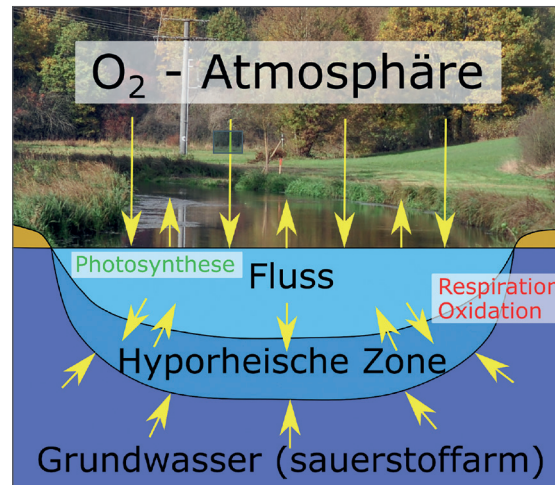 O₂ - Atmosphäre
Photosynthese
Fluss
Respiration
Oxidation
Hyporheische Zone
Grundwasser (sauerstoffarm)